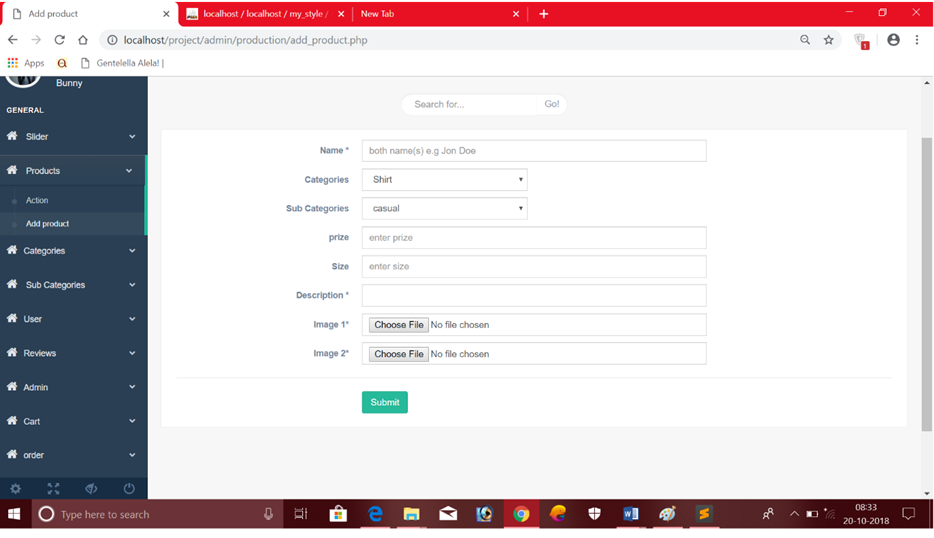 Add product
localhost / localhost / my_style /
New Tab
localhost/project/admin/production/add_product.php
1
Apps
Gentelella Alela! |
Bunny
Search for... Go!
GENERAL
Slider
Products
Action
Add product
Categories
Sub Categories
User
Reviews
Admin
Cart
order
Name * both name(s) e.g Jon Doe
Categories Shirt
Sub Categories casual
prize enter prize
Size enter size
Description *
Image 1* Choose File No file chosen
Image 2* Choose File No file chosen
Submit
Type here to search
08:33
20-10-2018